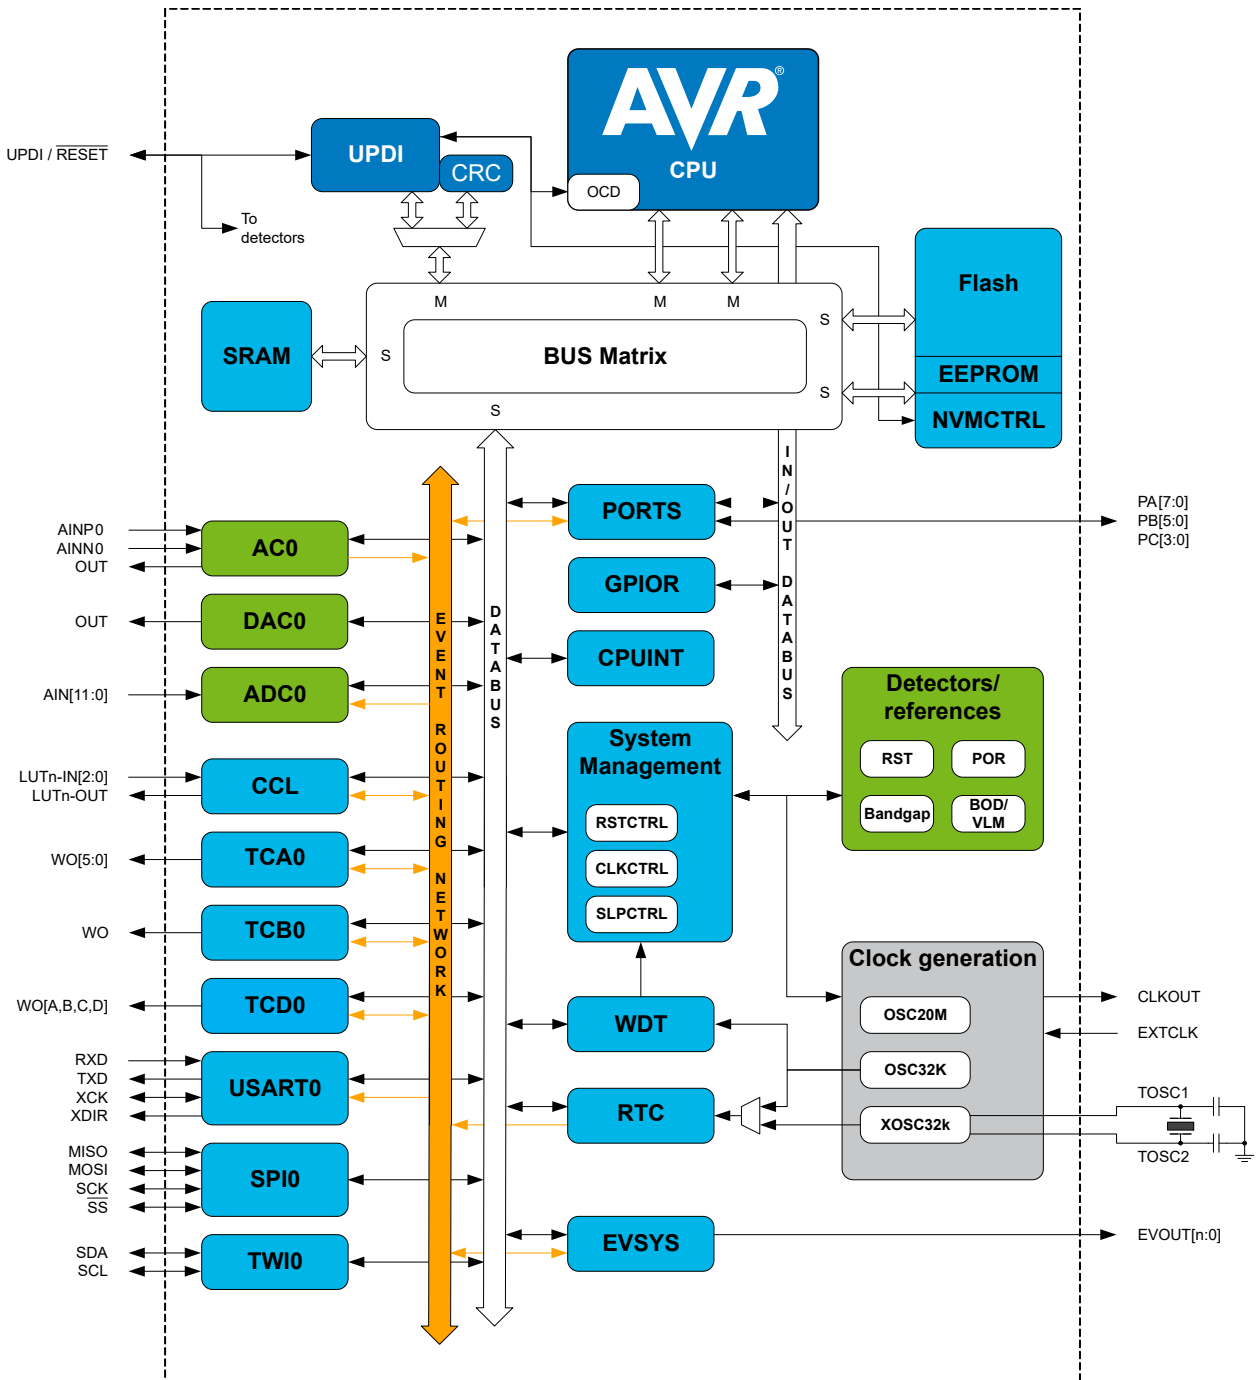 AVR®
CPU
OCD
UPDI
CRC
UPDI / RESET
To
detectors
M
M
M
S
S
S
S
BUS Matrix
SRAM
Flash
EEPROM
NVMCTRL
IN/OUT DATABUS
DATABUS
EVENT ROUTING NETWORK
PORTS
GPIOR
CPUINT
PA[7:0]
PB[5:0]
PC[3:0]
AINP0
AINN0
OUT
AC0
OUT
DAC0
AIN[11:0]
ADC0
LUTn-IN[2:0]
LUTn-OUT
CCL
WO[5:0]
TCA0
WO
TCB0
WO[A,B,C,D]
TCD0
RXD
TXD
XCK
XDIR
USART0
MISO
MOSI
SCK
SS
SPI0
SDA
SCL
TWI0
System
Management
RSTCTRL
CLKCTRL
SLPCTRL
WDT
RTC
EVSYS
Detectors/
references
RST
POR
Bandgap
BOD/
VLM
Clock generation
OSC20M
OSC32K
XOSC32k
CLKOUT
EXTCLK
TOSC1
TOSC2
EVOUT[n:0]